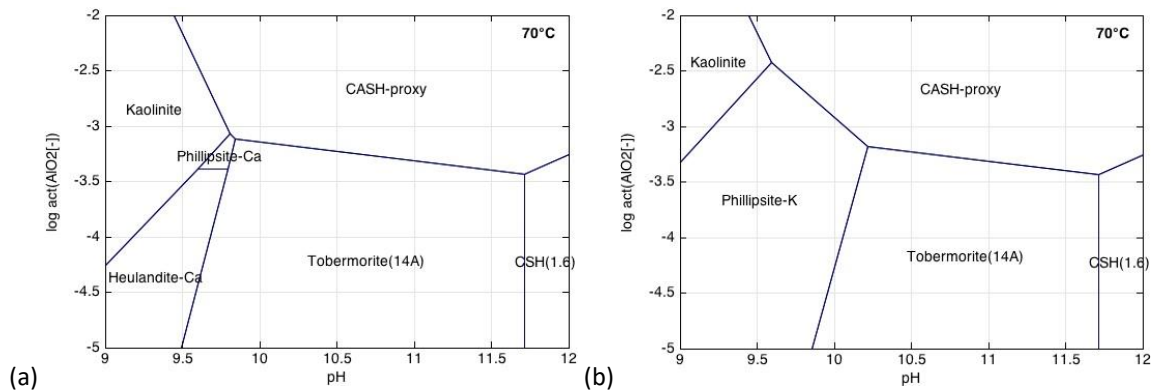 70°C
CASH-proxy
Kaolinite
Phillipsite-Ca
Heulandite-Ca
Tobermorite(14A)
CSH(1.6)
log act(AlO2[-])
-2
-2.5
-3
-3.5
-4
-4.5
-5
9
9.5
10
10.5
11
11.5
12
pH
(a)
70°C
Kaolinite
CASH-proxy
Phillipsite-K
Tobermorite(14A)
CSH(1.6)
log act(AlO2[-])
-2
-2.5
-3
-3.5
-4
-4.5
-5
9
9.5
10
10.5
11
11.5
12
pH
(b)